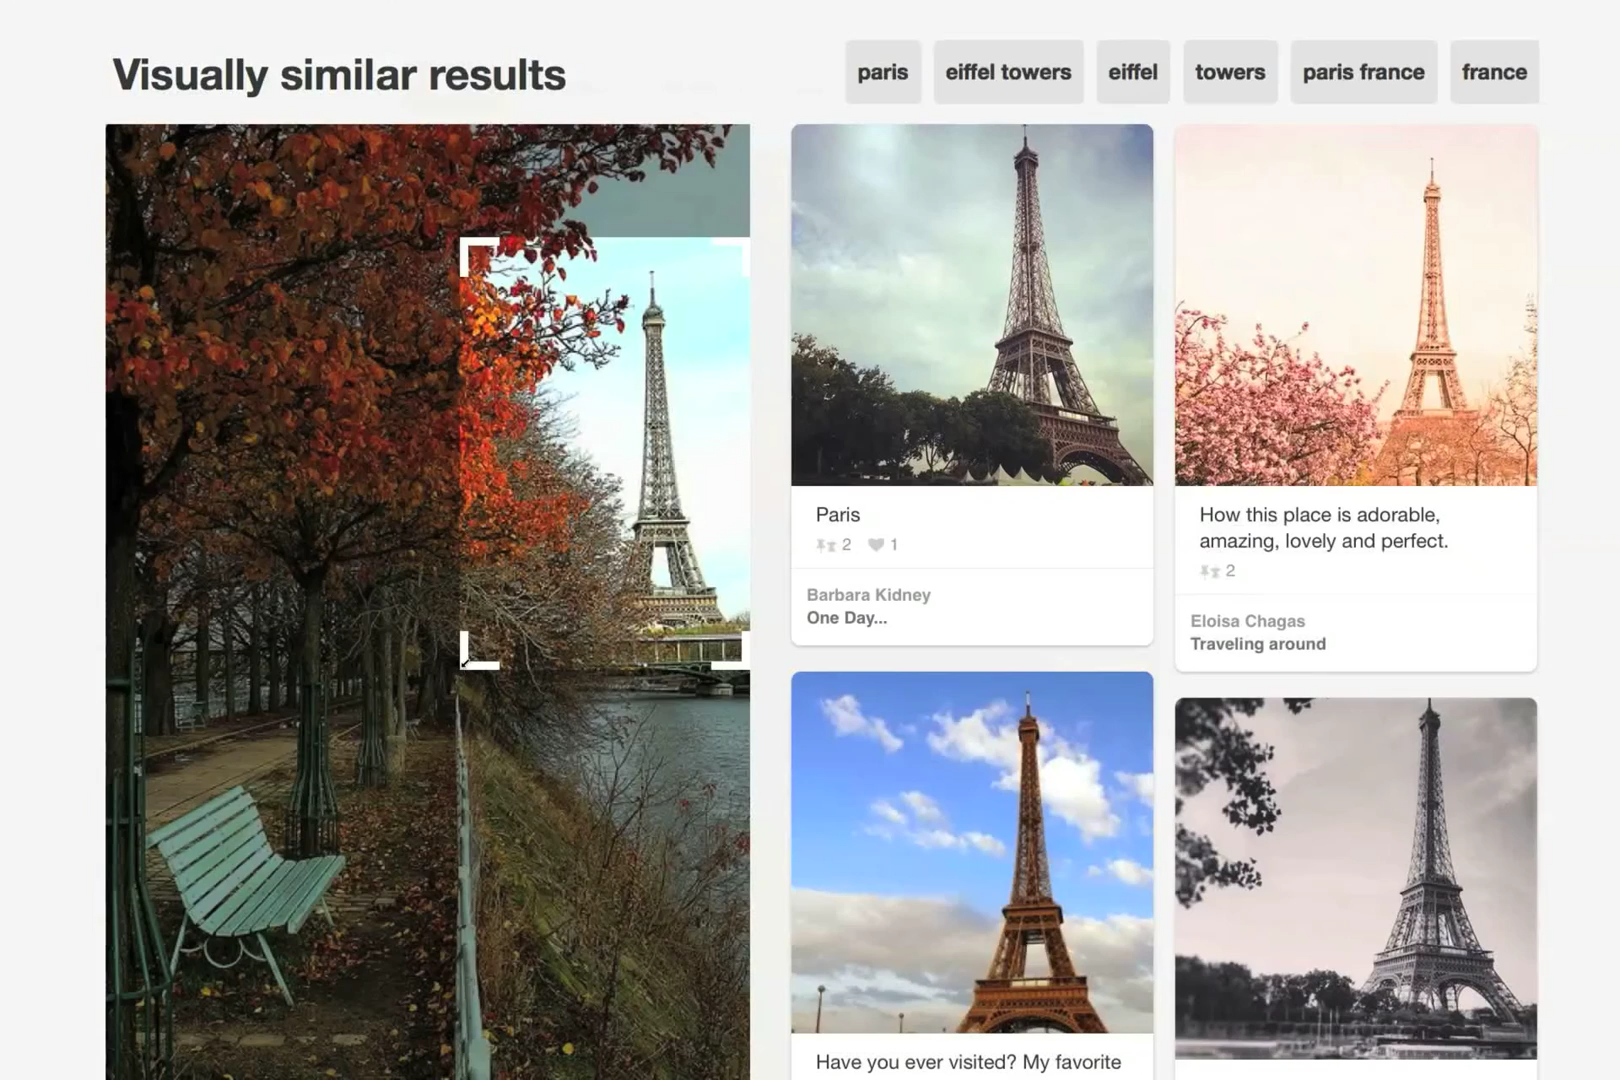 Visually similar results
paris
eiffel towers
eiffel
towers
paris france
france
Paris
2
1
Barbara Kidney
One Day...
How this place is adorable,
amazing, lovely and perfect.
2
Eloisa Chagas
Traveling around
Have you ever visited? My favorite